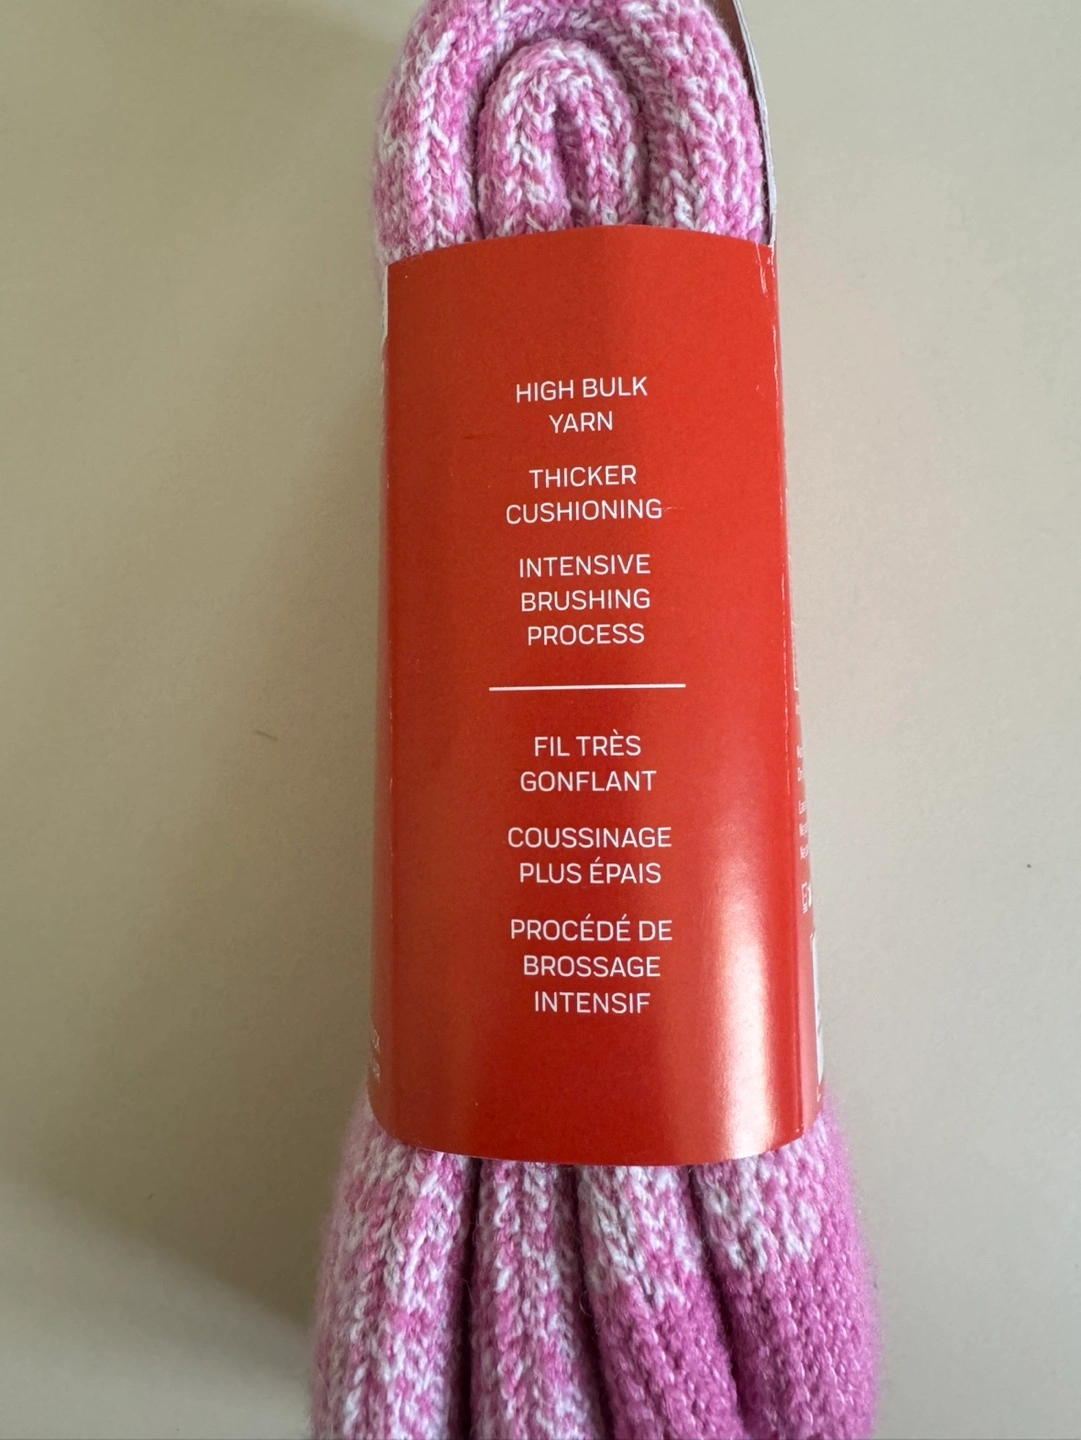 HIGH BULK
YARN
THICKER
CUSHIONING
INTENSIVE
BRUSHING
PROCESS
FIL TRÈS
GONFLANT
COUSSINAGE
PLUS ÉPAIS
PROCÉDÉ DE
BROSSAGE
INTENSIF